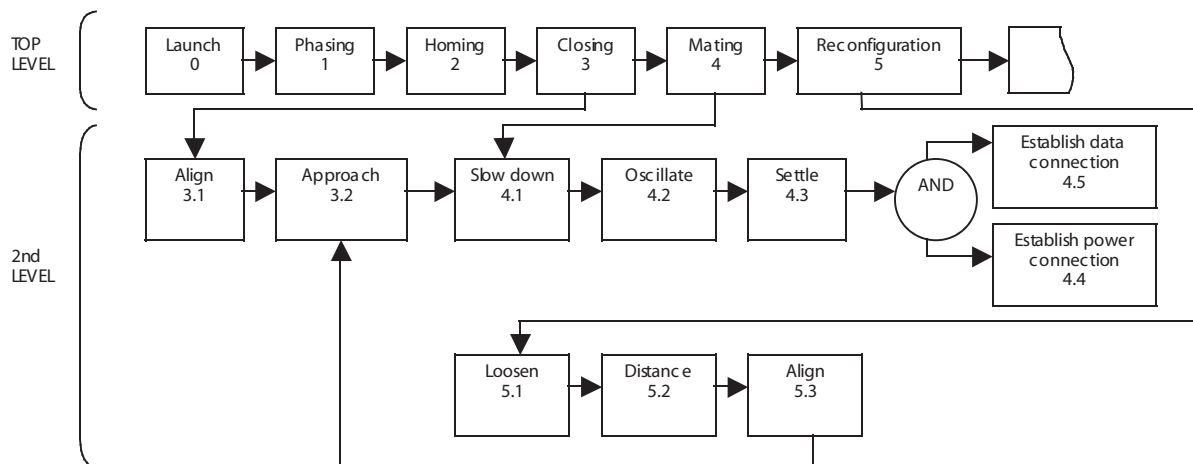 TOP
LEVEL
Launch
0
Phasing
1
Homing
2
Closing
3
Mating
4
Reconfiguration
5
2nd
LEVEL
Align
3.1
Approach
3.2
Slow down
4.1
Oscillate
4.2
Settle
4.3
AND
Establish data
connection
4.5
Establish power
connection
4.4
Loosen
5.1
Distance
5.2
Align
5.3